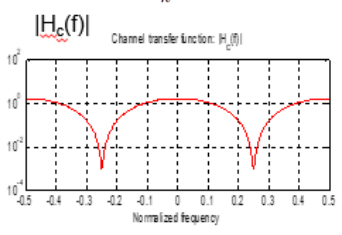 |Hc(f)|
Channel transfer function: |Hc(f)|
10^2
10^0
10^-2
10^-4
-0.5 -0.4 -0.3 -0.2 -0.1 0 0.1 0.2 0.3 0.4 0.5
Normalized frequency